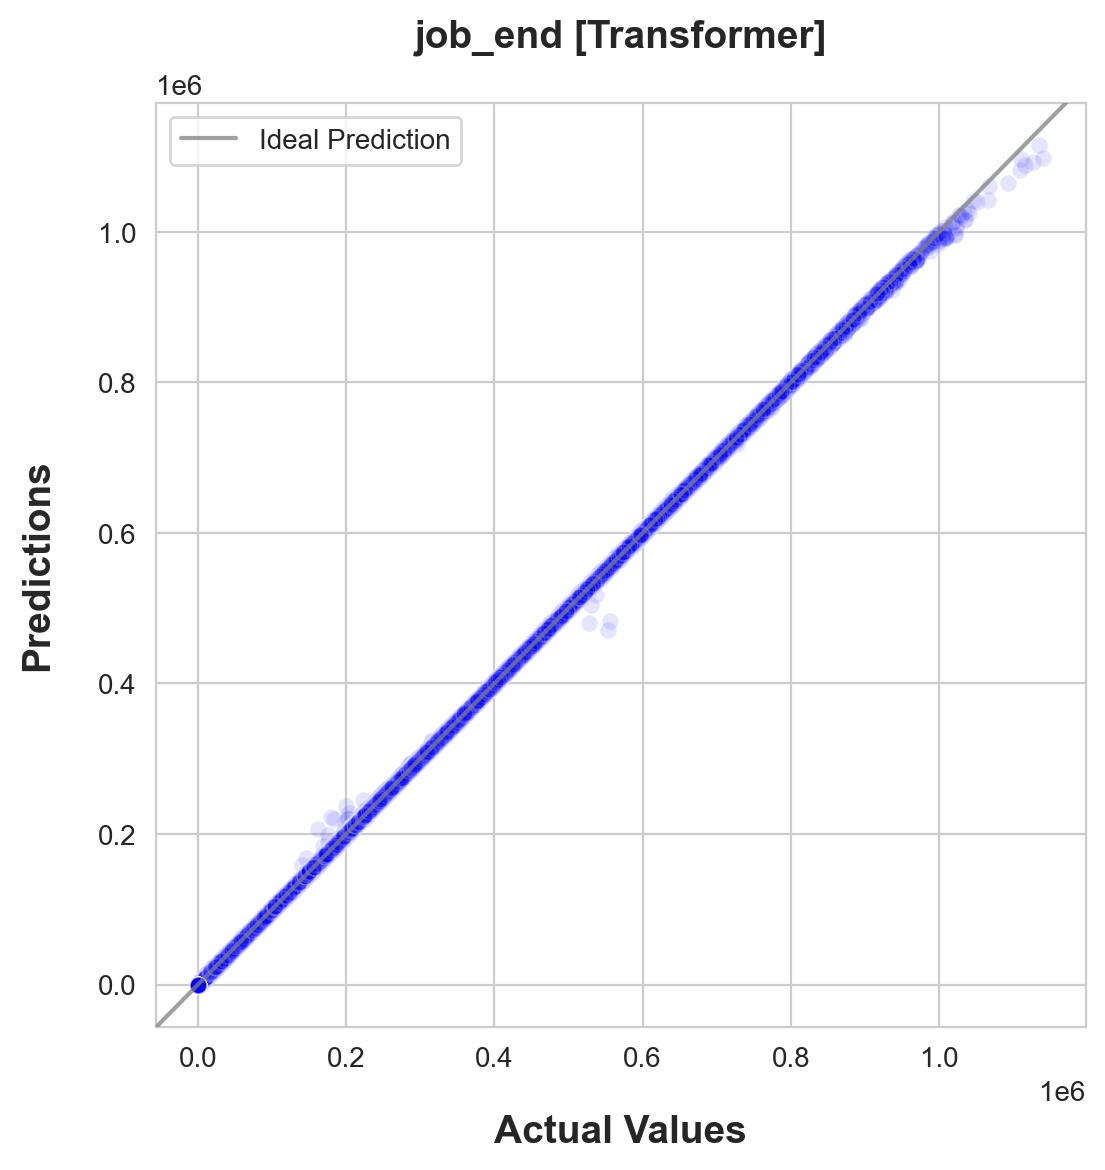 job_end [Transformer]
1e6
Ideal Prediction
1.0
0.8
0.6
0.4
0.2
0.0
Predictions
0.0 0.2 0.4 0.6 0.8 1.0
1e6
Actual Values